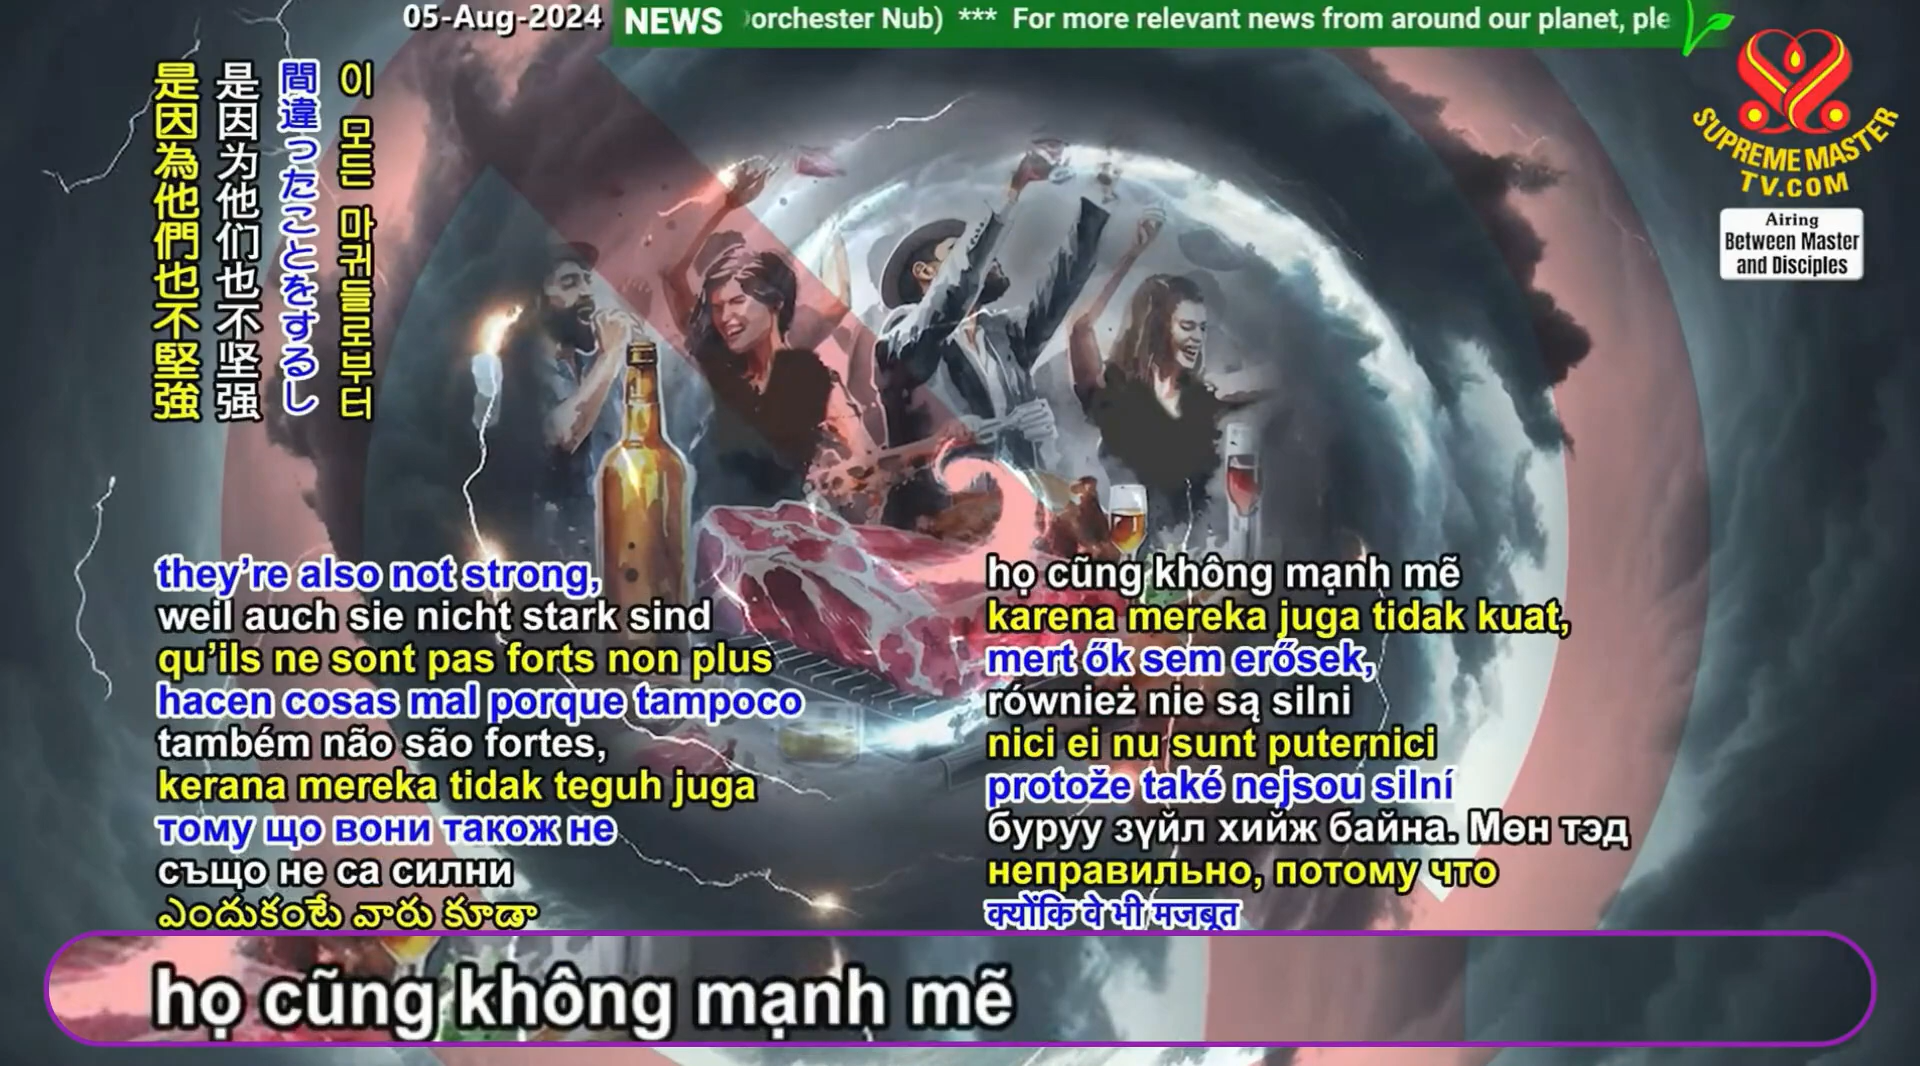 05-Aug-2024
NEWS
orchester Nub) *** For more relevant news from around our planet, ple
SUPREME MASTER
TV.COM
Airing
Between Master
and Disciples
是因為他們也不堅強
是因为他们也不坚强
間違ったことをするし
이 모든 마귀들로부터
they're also not strong,
weil auch sie nicht stark sind
qu'ils ne sont pas forts non plus
hacen cosas mal porque tampoco
também não são fortes,
kerana mereka tidak teguh juga
тому що вони також не
също не са силни
ఎందుకంటే వారు కూడా
họ cũng không mạnh mẽ
karena mereka juga tidak kuat,
mert ők sem erősek,
również nie są silni
nici ei nu sunt puternici
protože také nejsou silní
буруу зүйл хийж байна. Мөн тэд
неправильно, потому что
क्योंकि वे भी मजबूत
họ cũng không mạnh mẽ